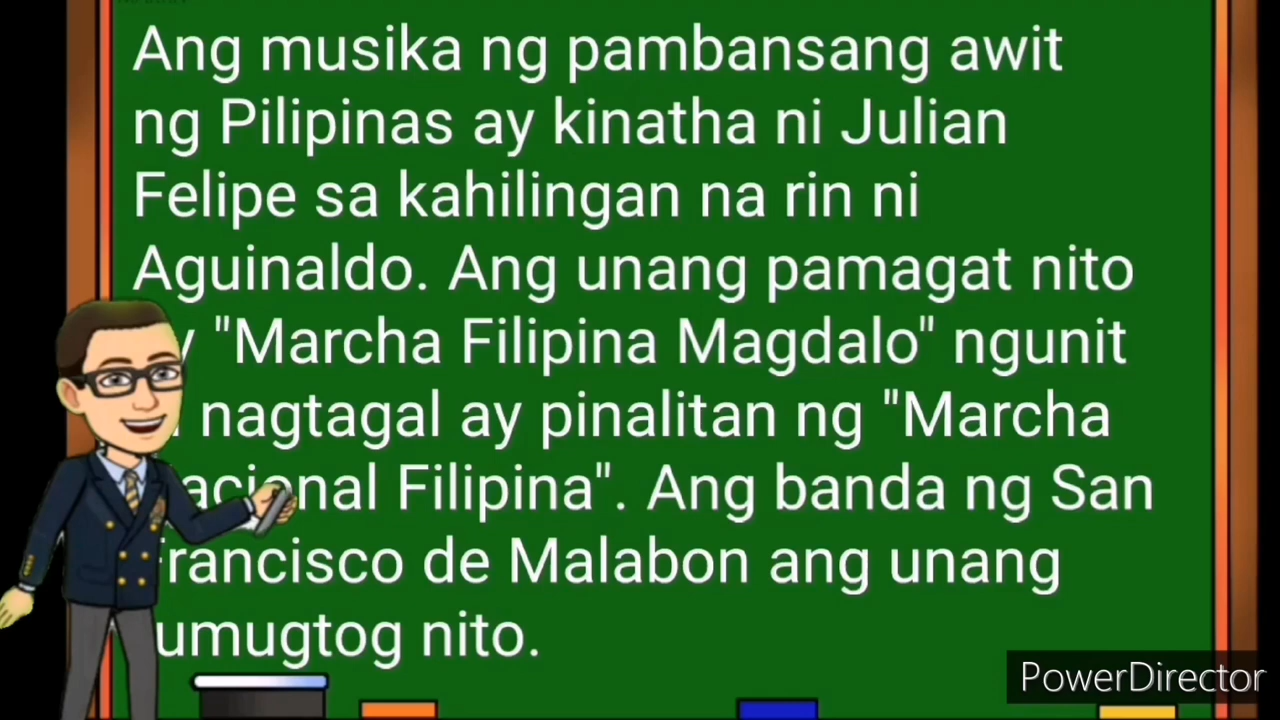 Ang musika ng pambansang awit
ng Pilipinas ay kinatha ni Julian
Felipe sa kahilingan na rin ni
Aguinaldo. Ang unang pamagat nito
"Marcha Filipina Magdalo" ngunit
nagtagal ay pinalitan ng "Marcha
Filipina". Ang banda ng San
de Malabon ang unang
nito.
PowerDirector